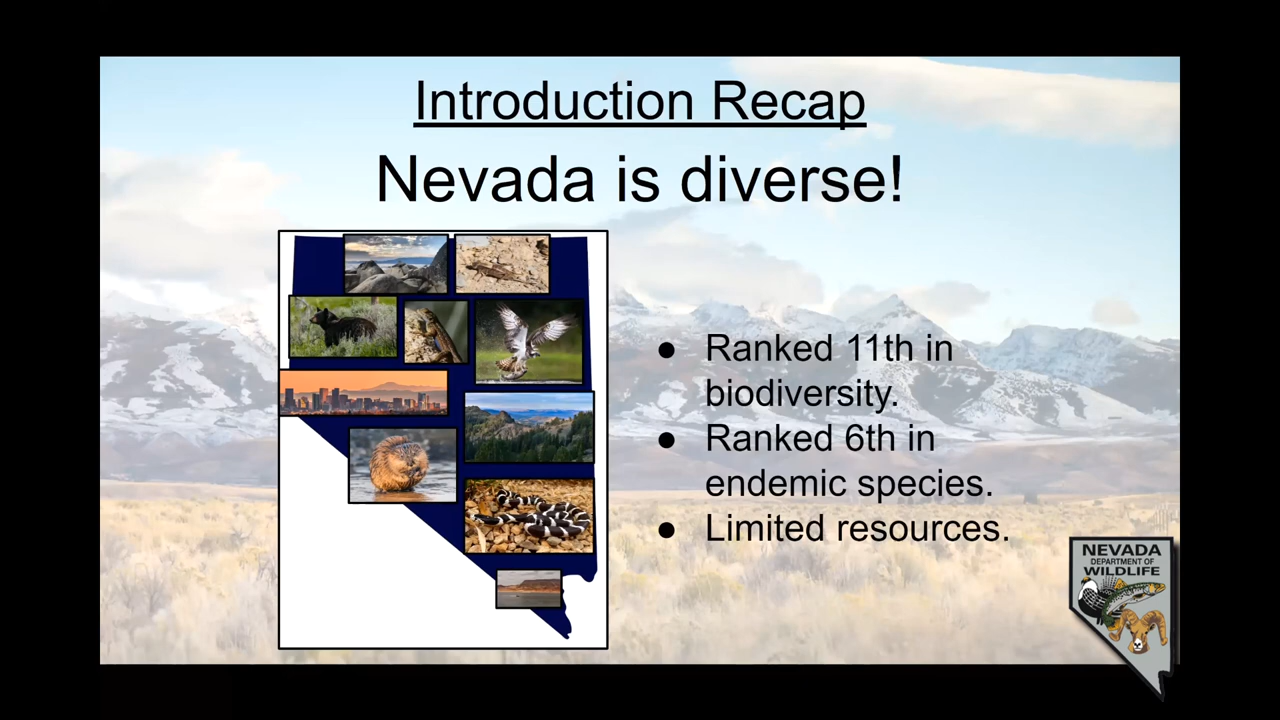 Introduction Recap
Nevada is diverse!
● Ranked 11th in
biodiversity.
● Ranked 6th in
endemic species.
● Limited resources.
NEVADA
DEPARTMENT OF
WILDLIFE